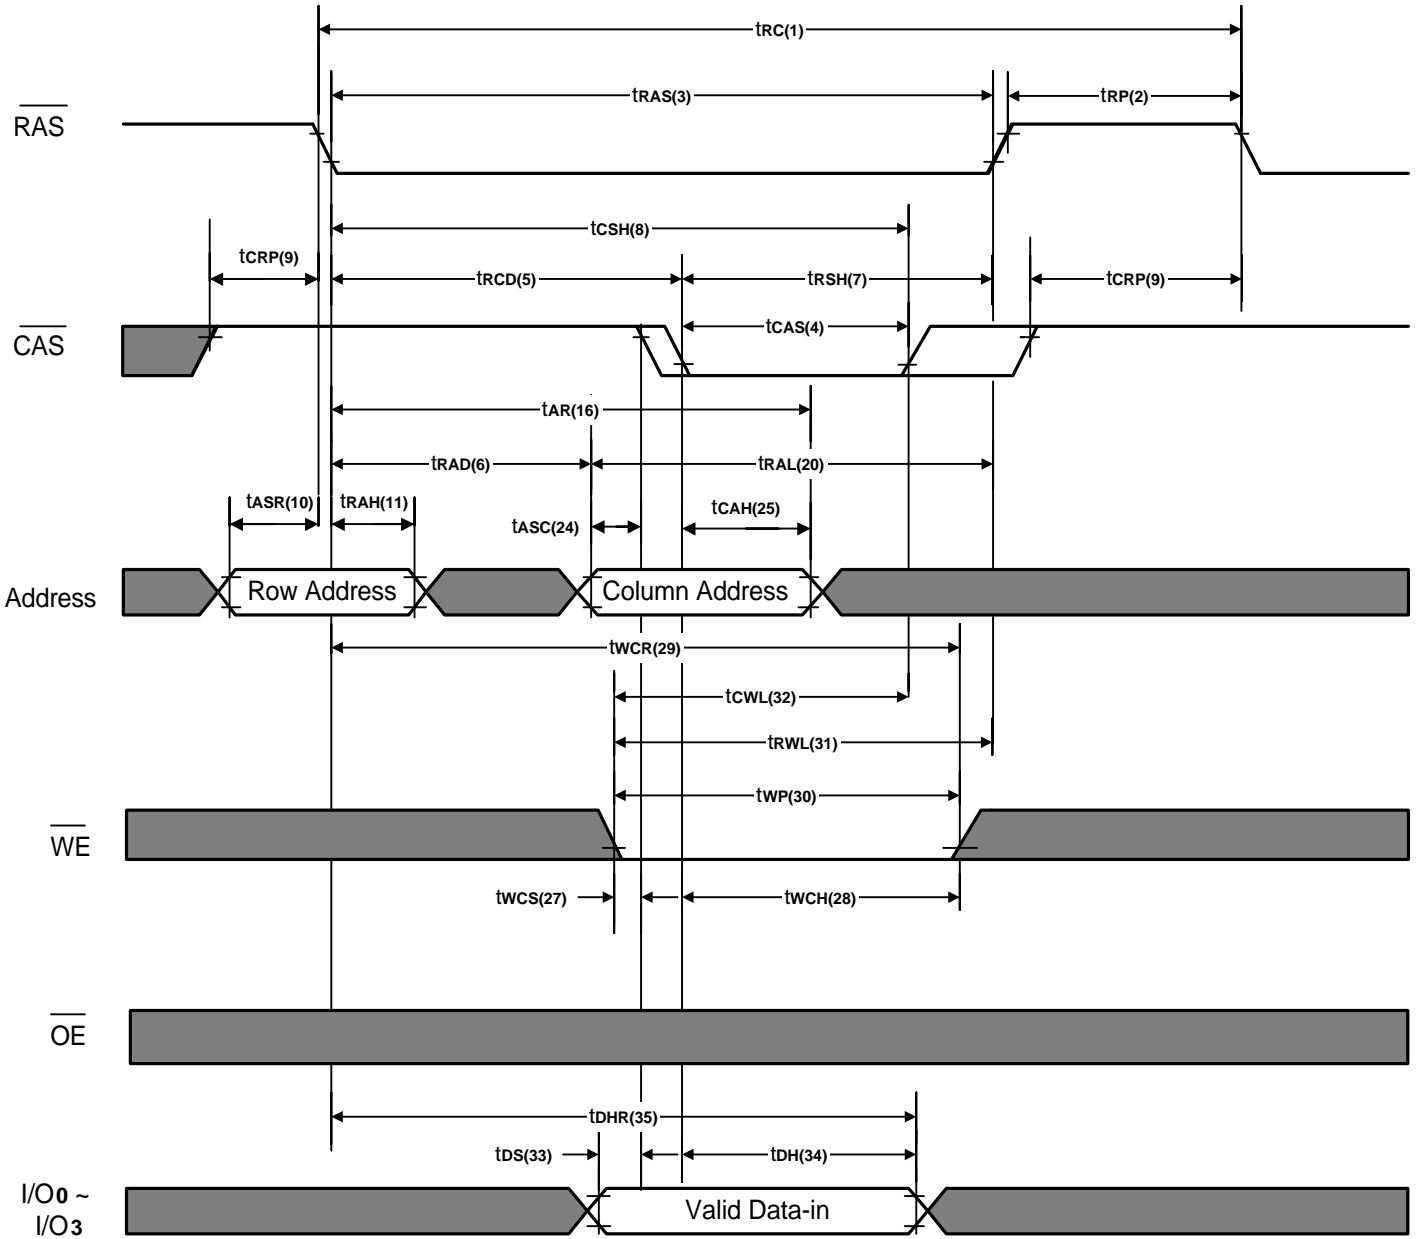 tRC(1)
tRAS(3)
tRP(2)
RAS
tCSH(8)
tCRP(9)
tRCD(5)
tRSH(7)
tCRP(9)
CAS
tCAS(4)
tAR(16)
tRAD(6)
tRAL(20)
tASR(10)
tRAH(11)
tASC(24)
tCAH(25)
Address
Row Address
Column Address
tWCR(29)
tCWL(32)
tRWL(31)
tWP(30)
WE
tWCS(27)
tWCH(28)
OE
tDHR(35)
tDS(33)
tDH(34)
I/O0 ~
I/O3
Valid Data-in